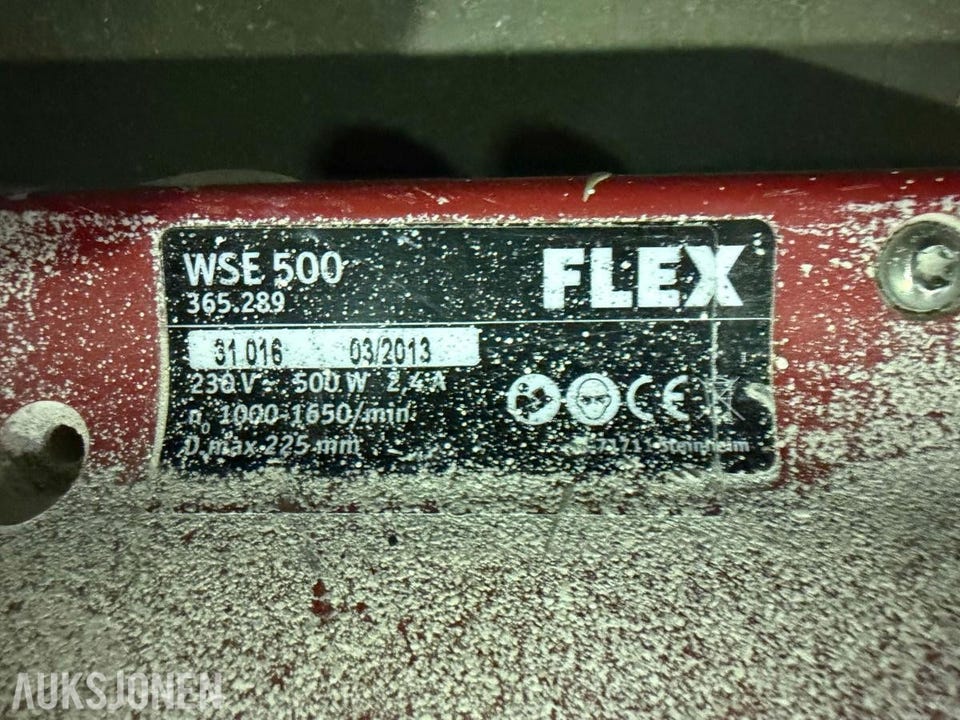 WSE 500
FLEX
365.289
31 016 03/2013
230 V~ 500 W 2.4 A
n₀ 1000-1650/min
D.max 225 mm
CE
Steinheim
AUKSJONEN